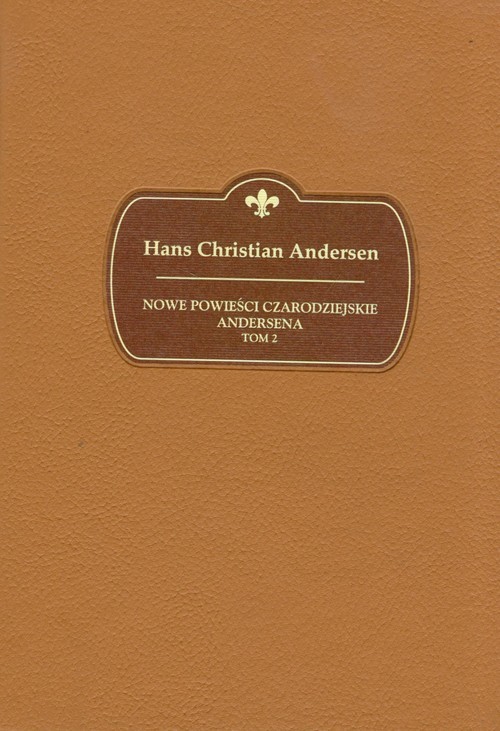 Hans Christian Andersen
NOWE POWIEŚCI CZARODZIEJSKIE
ANDERSENA
TOM 2